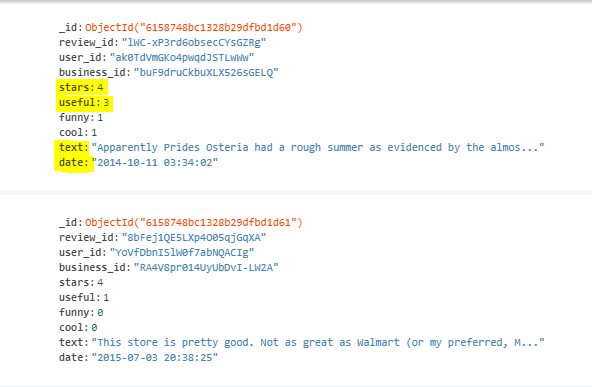 _id: ObjectId("6158748bc1328b29dfbd1d60")
review_id: "lWC-xP3rd6obsecCYsGZRg"
user_id: "ak0TdVmGKo4pwqdJSTLwWw"
business_id: "buF9druCkbuXLX526sGELQ"
stars: 4
useful: 3
funny: 1
cool: 1
text: "Apparently Prides Osteria had a rough summer as evidenced by the almos..."
date: "2014-10-11 03:34:02"
_id: ObjectId("6158748bc1328b29dfbd1d61")
review_id: "8bFej1QE5LXp4O05qjGqXA"
user_id: "YoVfDbnISlW0f7abNQACIg"
business_id: "RA4V8pr014UyUbDvI-LW2A"
stars: 4
useful: 1
funny: 0
cool: 0
text: "This store is pretty good. Not as great as Walmart (or my preferred, M..."
date: "2015-07-03 20:38:25"